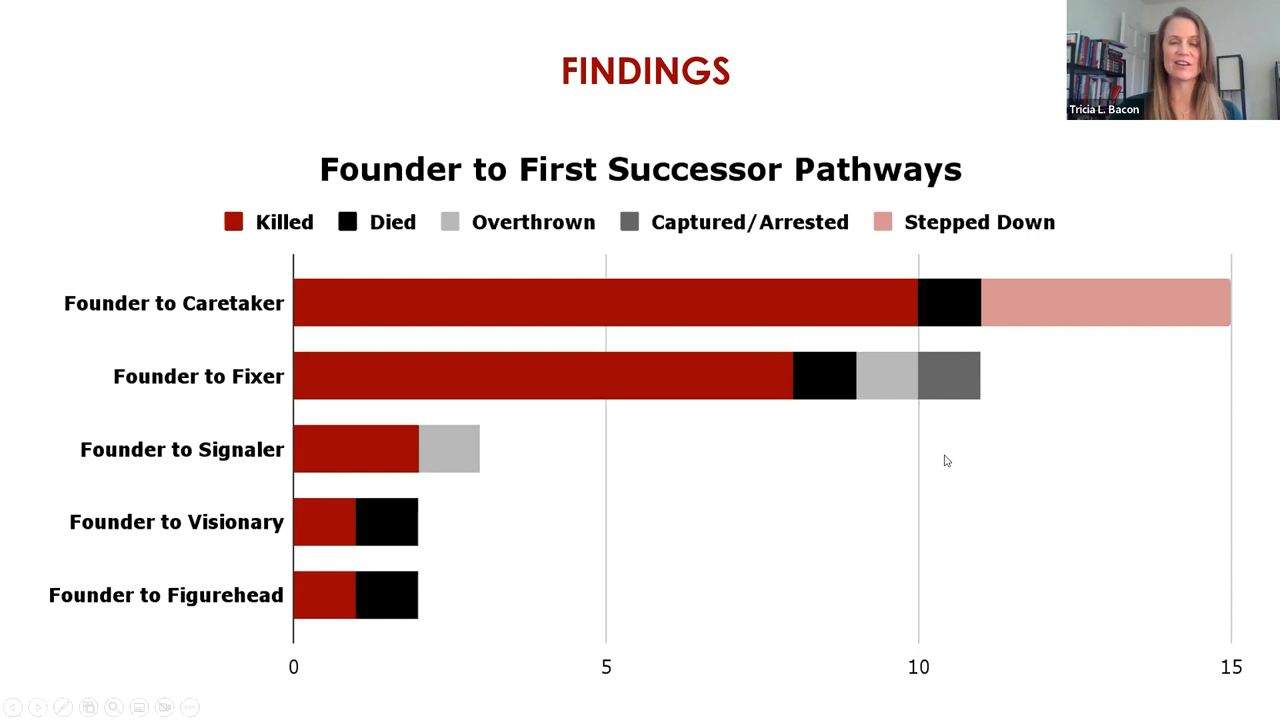 FINDINGS
Tricia L. Bacon
Founder to First Successor Pathways
Killed Died Overthrown Captured/Arrested Stepped Down
Founder to Caretaker
Founder to Fixer
Founder to Signaler
Founder to Visionary
Founder to Figurehead
0 5 10 15